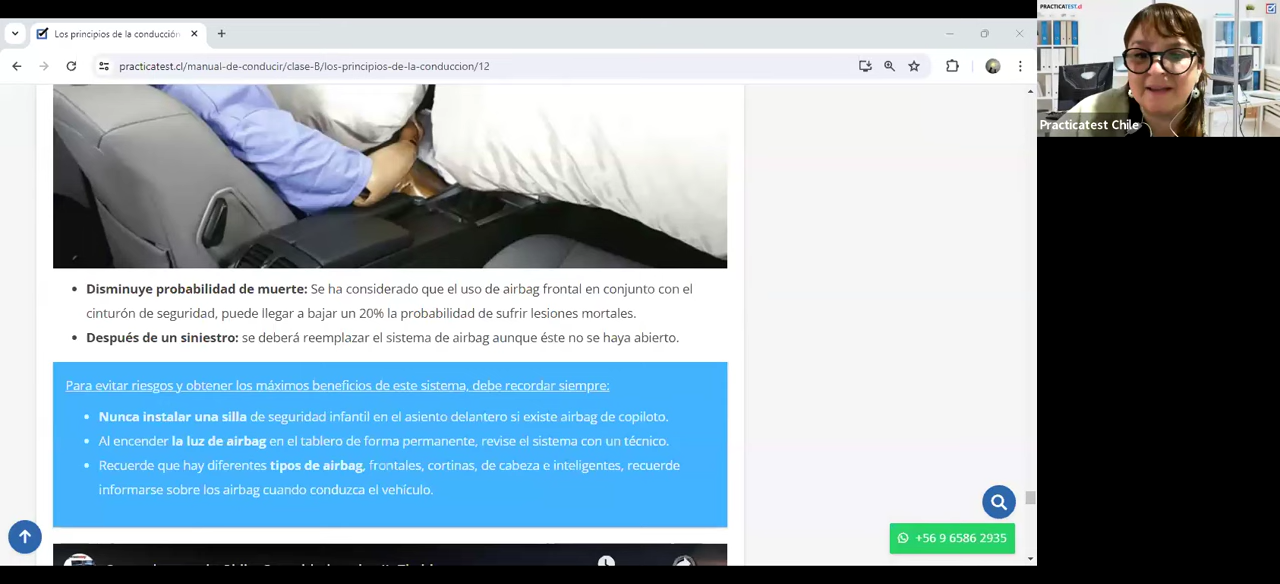 Los principios de la conducción
practicatest.cl/manual-de-conducir/clase-B/los-principios-de-la-conduccion/12
PRACTICATEST.cl
Practicatest Chile
• Disminuye probabilidad de muerte: Se ha considerado que el uso de airbag frontal en conjunto con el
cinturón de seguridad, puede llegar a bajar un 20% la probabilidad de sufrir lesiones mortales.
• Después de un siniestro: se deberá reemplazar el sistema de airbag aunque éste no se haya abierto.
Para evitar riesgos y obtener los máximos beneficios de este sistema, debe recordar siempre:
• Nunca instalar una silla de seguridad infantil en el asiento delantero si existe airbag de copiloto.
• Al encender la luz de airbag en el tablero de forma permanente, revise el sistema con un técnico.
• Recuerde que hay diferentes tipos de airbag, frontales, cortinas, de cabeza e inteligentes, recuerde
informarse sobre los airbag cuando conduzca el vehículo.
+56 9 6586 2935